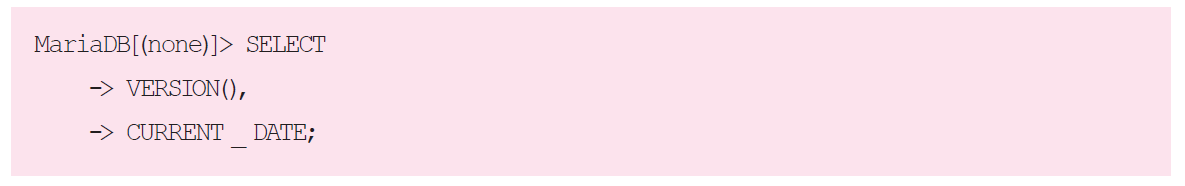 MariaDB[(none)]> SELECT
-> VERSION(),
-> CURRENT _ DATE;